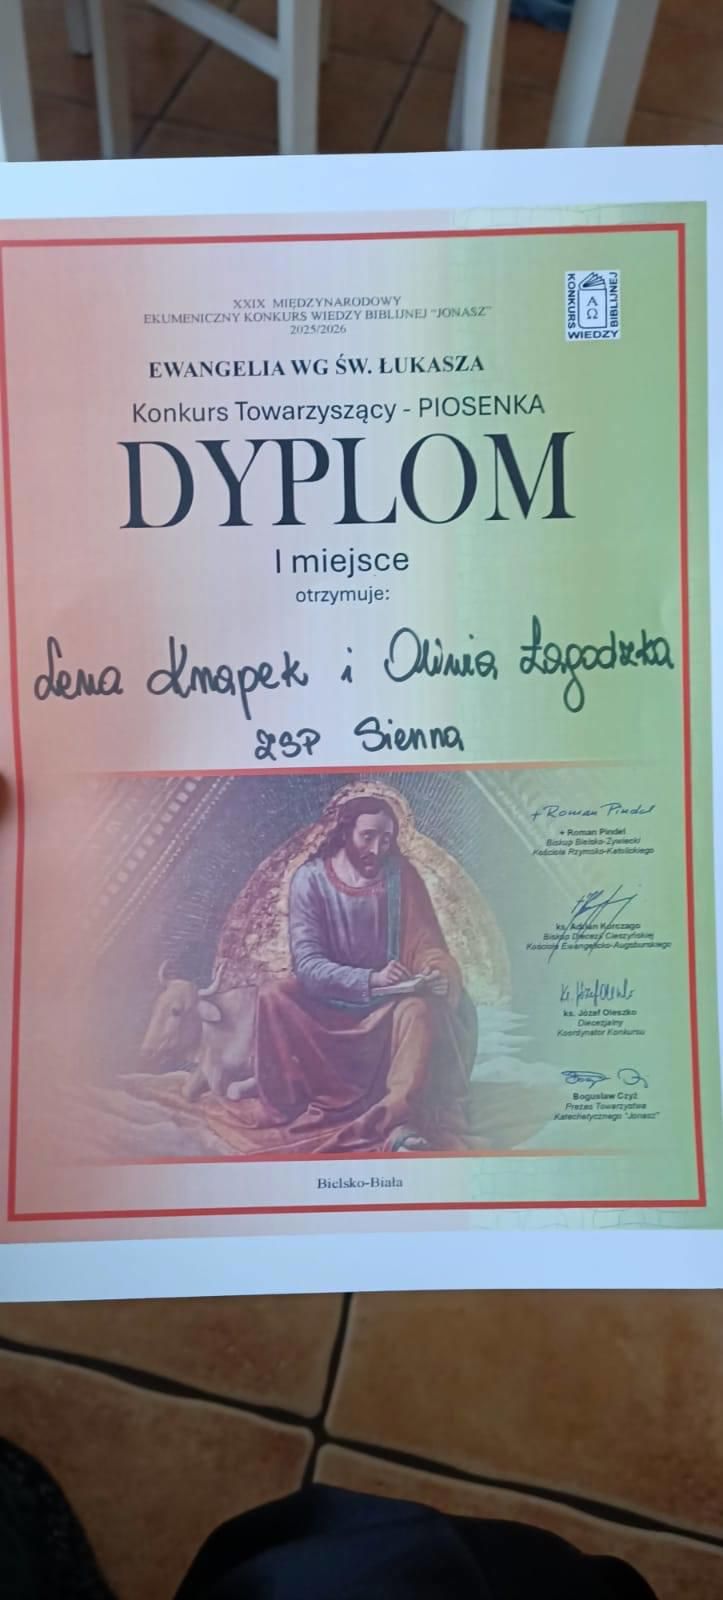 XXIX MIĘDZYNARODOWY
EKUMENICZNY KONKURS WIEDZY BIBLIJNEJ "JONASZ"
2025/2026
KONKURS WIEDZY BIBLIJNEJ
Α Ω
EWANGELIA WG ŚW. ŁUKASZA
Konkurs Towarzyszący - PIOSENKA
DYPLOM
I miejsce
otrzymuje:
Lena Knapek i Oliwia Łagodzka
ZSP Sienna
+ Roman Pindel
+ Roman Pindel
Biskup Bielsko-Żywiecki
Kościoła Rzymsko-Katolickiego
ks. Adrian Korczago
Biskup Diecezji Cieszyńskiej
Kościoła Ewangelicko-Augsburskiego
ks. Józef Oleszko
Diecezjalny
Koordynator Konkursu
Bogusław Czyż
Prezes Towarzystwa
Katechetycznego "Jonasz"
Bielsko-Biała